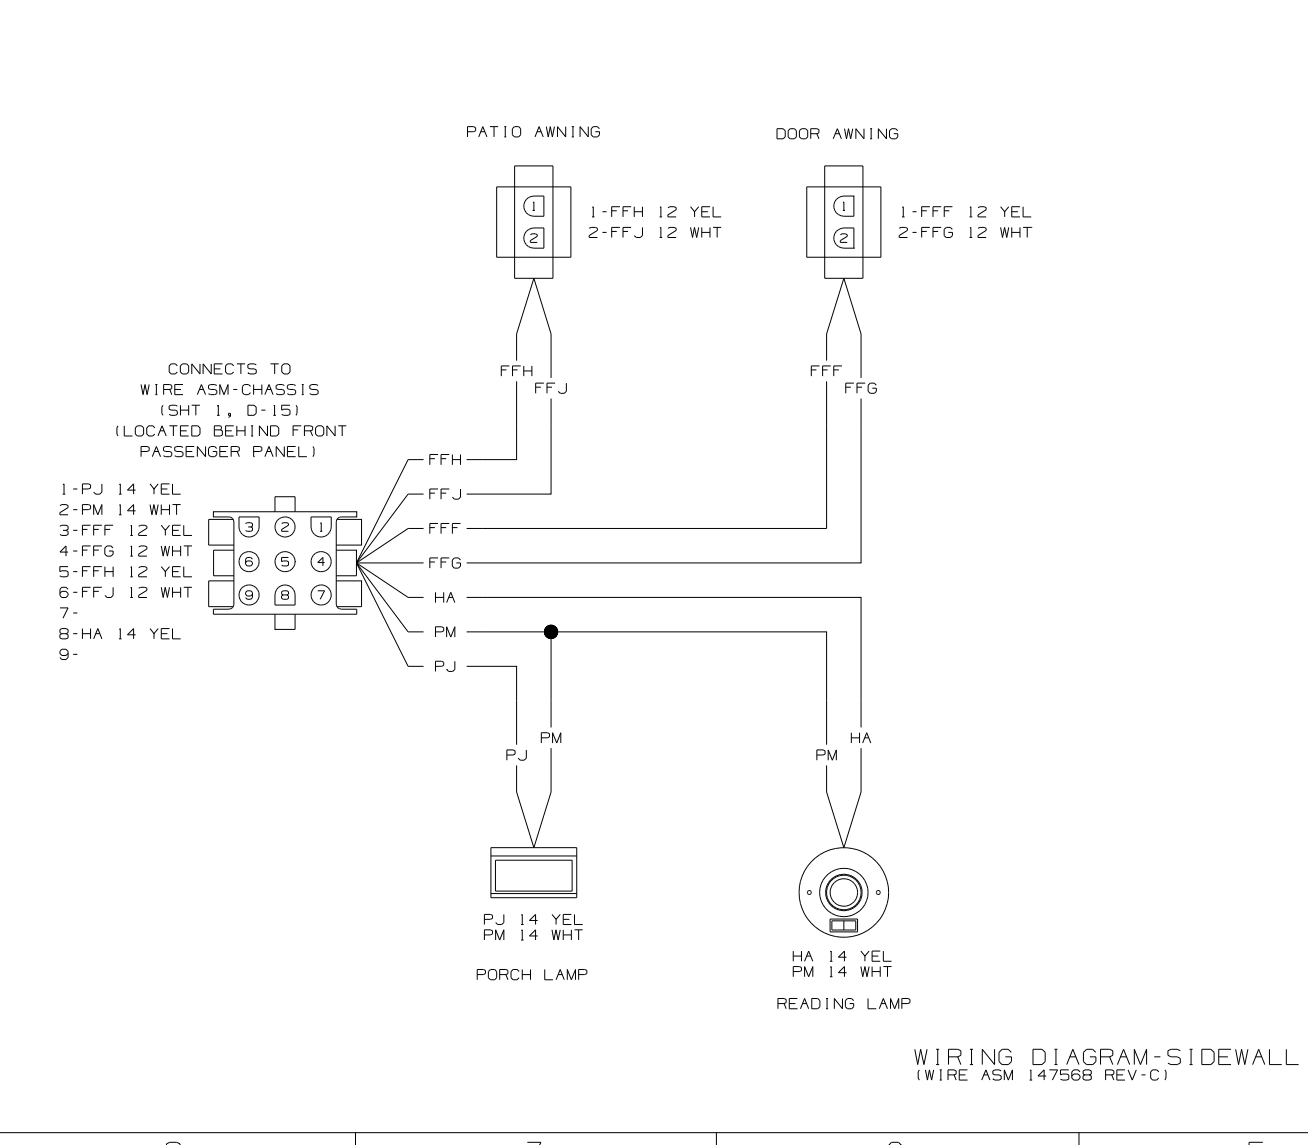 PATIO AWNING
DOOR AWNING
1
2
1-FFH 12 YEL
2-FFJ 12 WHT
1
2
1-FFF 12 YEL
2-FFG 12 WHT
FFH
FFJ
FFF
FFG
CONNECTS TO
WIRE ASM-CHASSIS
(SHT 1, D-15)
(LOCATED BEHIND FRONT
PASSENGER PANEL)
1-PJ 14 YEL
2-PM 14 WHT
3-FFF 12 YEL
4-FFG 12 WHT
5-FFH 12 YEL
6-FFJ 12 WHT
7-
8-HA 14 YEL
9-
3 2 1
6 5 4
9 8 7
FFH
FFJ
FFF
FFG
HA
PM
PJ
PJ
PM
PM
HA
PJ 14 YEL
PM 14 WHT
PORCH LAMP
HA 14 YEL
PM 14 WHT
READING LAMP
WIRING DIAGRAM-SIDEWALL
(WIRE ASM 147568 REV-C)